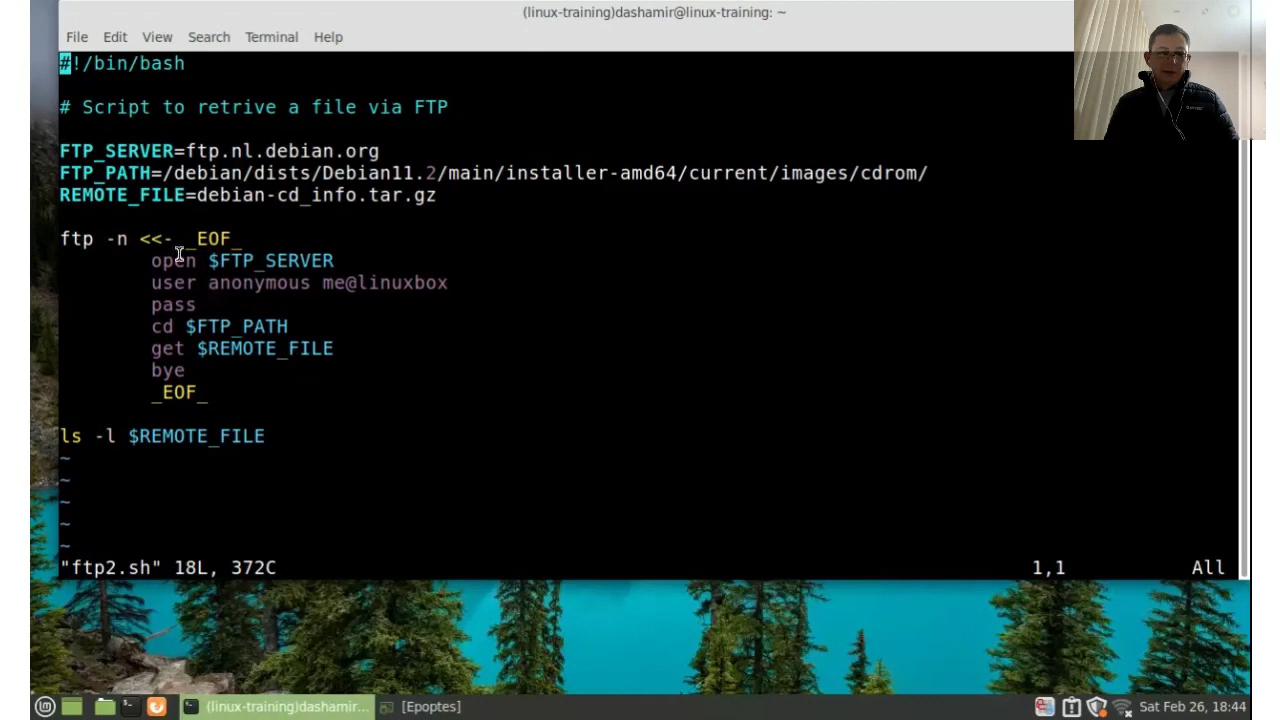 (linux-training)dashamir@linux-training: ~
File Edit View Search Terminal Help
#!/bin/bash
# Script to retrive a file via FTP
FTP_SERVER=ftp.nl.debian.org
FTP_PATH=/debian/dists/Debian11.2/main/installer-amd64/current/images/cdrom/
REMOTE_FILE=debian-cd_info.tar.gz
ftp -n <<- _EOF_
open $FTP_SERVER
user anonymous me@linuxbox
pass
cd $FTP_PATH
get $REMOTE_FILE
bye
_EOF_
ls -l $REMOTE_FILE
~
~
~
~
~
"ftp2.sh" 18L, 372C 1,1 All
(linux-training)dashamir... [Epoptes] Sat Feb 26, 18:44